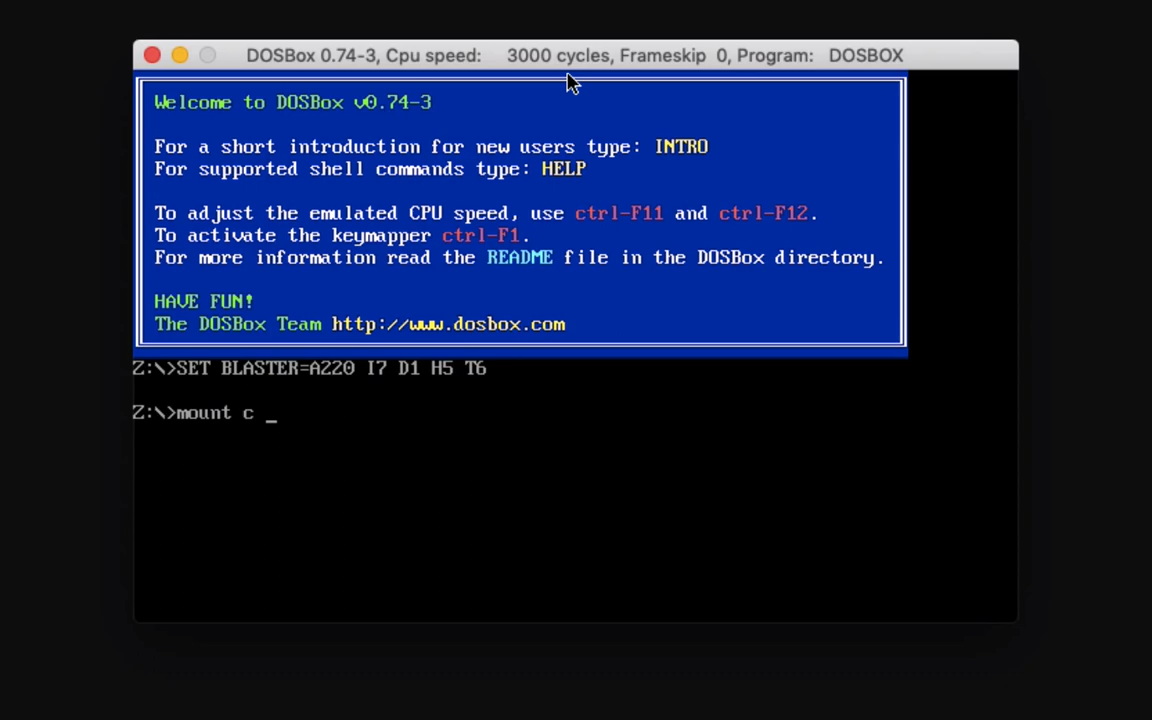 DOSBox 0.74-3, Cpu speed: 3000 cycles, Frameskip 0, Program: DOSBOX
Welcome to DOSBox v0.74-3
For a short introduction for new users type: INTRO
For supported shell commands type: HELP
To adjust the emulated CPU speed, use ctrl-F11 and ctrl-F12.
To activate the keymapper ctrl-F1.
For more information read the README file in the DOSBox directory.
HAVE FUN!
The DOSBox Team http://www.dosbox.com
Z:\>SET BLASTER=A220 I7 D1 H5 T6
Z:\>mount c _